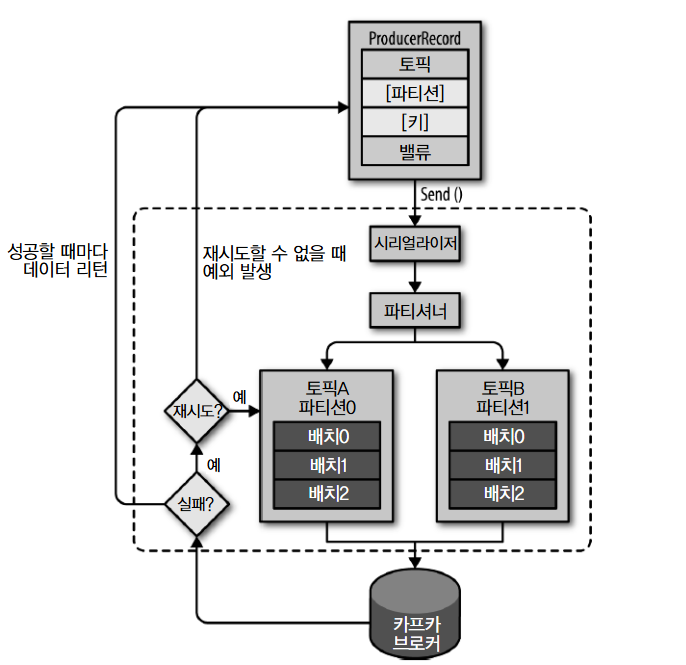 ProducerRecord
토픽
[파티션]
[키]
밸류
Send ()
시리얼라이저
파티셔너
성공할 때마다
데이터 리턴
재시도할 수 없을 때
예외 발생
재시도?
예
예
실패?
토픽A
파티션0
배치0
배치1
배치2
토픽B
파티션1
배치0
배치1
배치2
카프카
브로커